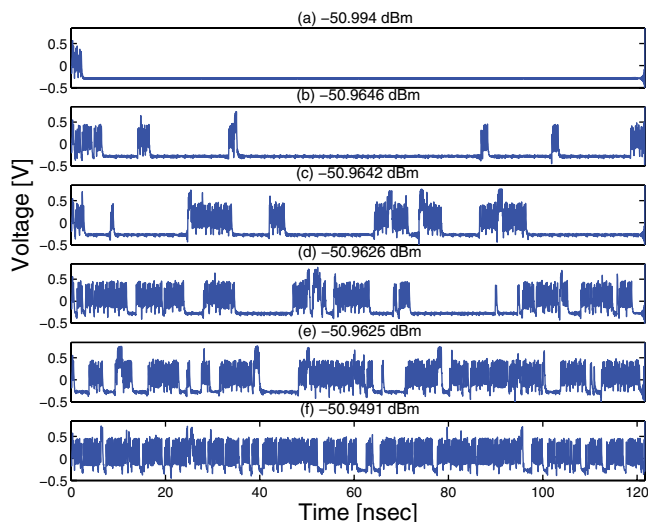 (a) −50.994 dBm
0.5
0
−0.5
(b) −50.9646 dBm
0.5
0
−0.5
(c) −50.9642 dBm
0.5
0
−0.5
(d) −50.9626 dBm
0.5
0
−0.5
(e) −50.9625 dBm
0.5
0
−0.5
(f) −50.9491 dBm
0.5
0
−0.5
0 20 40 60 80 100 120
Time [nsec]
Voltage [V]